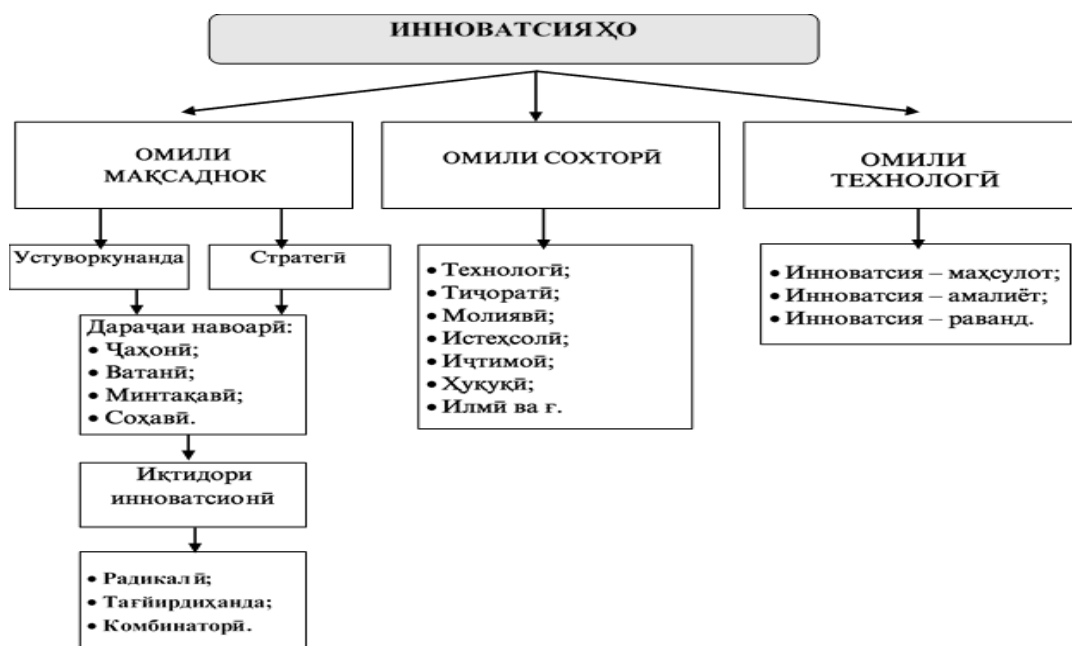 ИННОВАТСИЯҲО
ОМИЛИ
МАҚСАДНОК
ОМИЛИ СОХТОРӢ
ОМИЛИ
ТЕХНОЛОГӢ
Устуворкунанда
Стратегӣ
Дараҷаи навоарӣ:
• Ҷаҳонӣ;
• Ватанӣ;
• Минтақавӣ;
• Соҳавӣ.
Иқтидори
инноватсионӣ
• Радикалӣ;
• Тағйирдиҳанда;
• Комбинаторӣ.
• Технологӣ;
• Тиҷоратӣ;
• Молиявӣ;
• Истеҳсолӣ;
• Иҷтимоӣ;
• Ҳуқуқӣ;
• Илмӣ ва ғ.
• Инноватсия – маҳсулот;
• Инноватсия – амалиёт;
• Инноватсия – раванд.